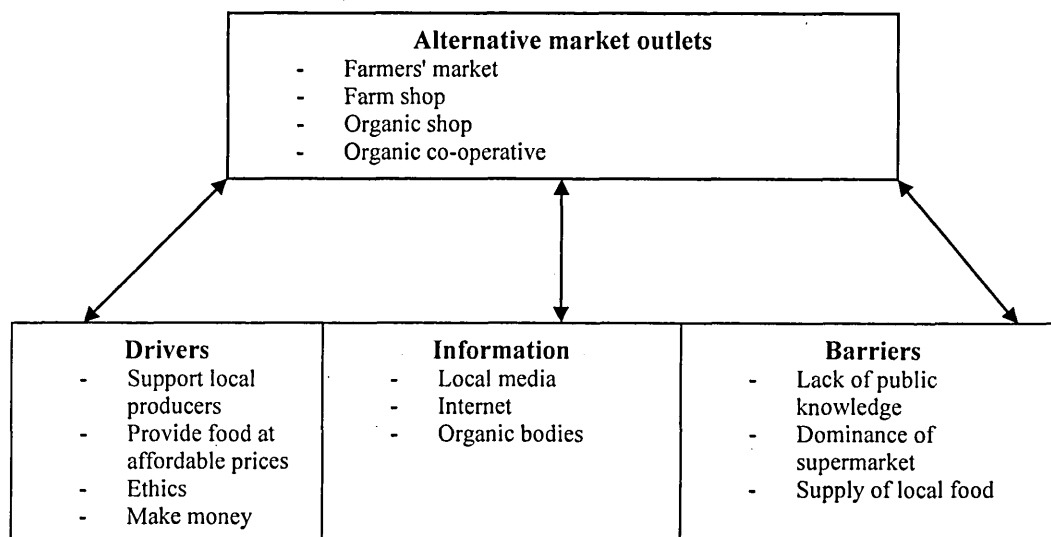 Alternative market outlets
- Farmers' market
- Farm shop
- Organic shop
- Organic co-operative
Drivers
- Support local
producers
- Provide food at
affordable prices
- Ethics
- Make money
Information
- Local media
- Internet
- Organic bodies
Barriers
- Lack of public
knowledge
- Dominance of
supermarket
- Supply of local food